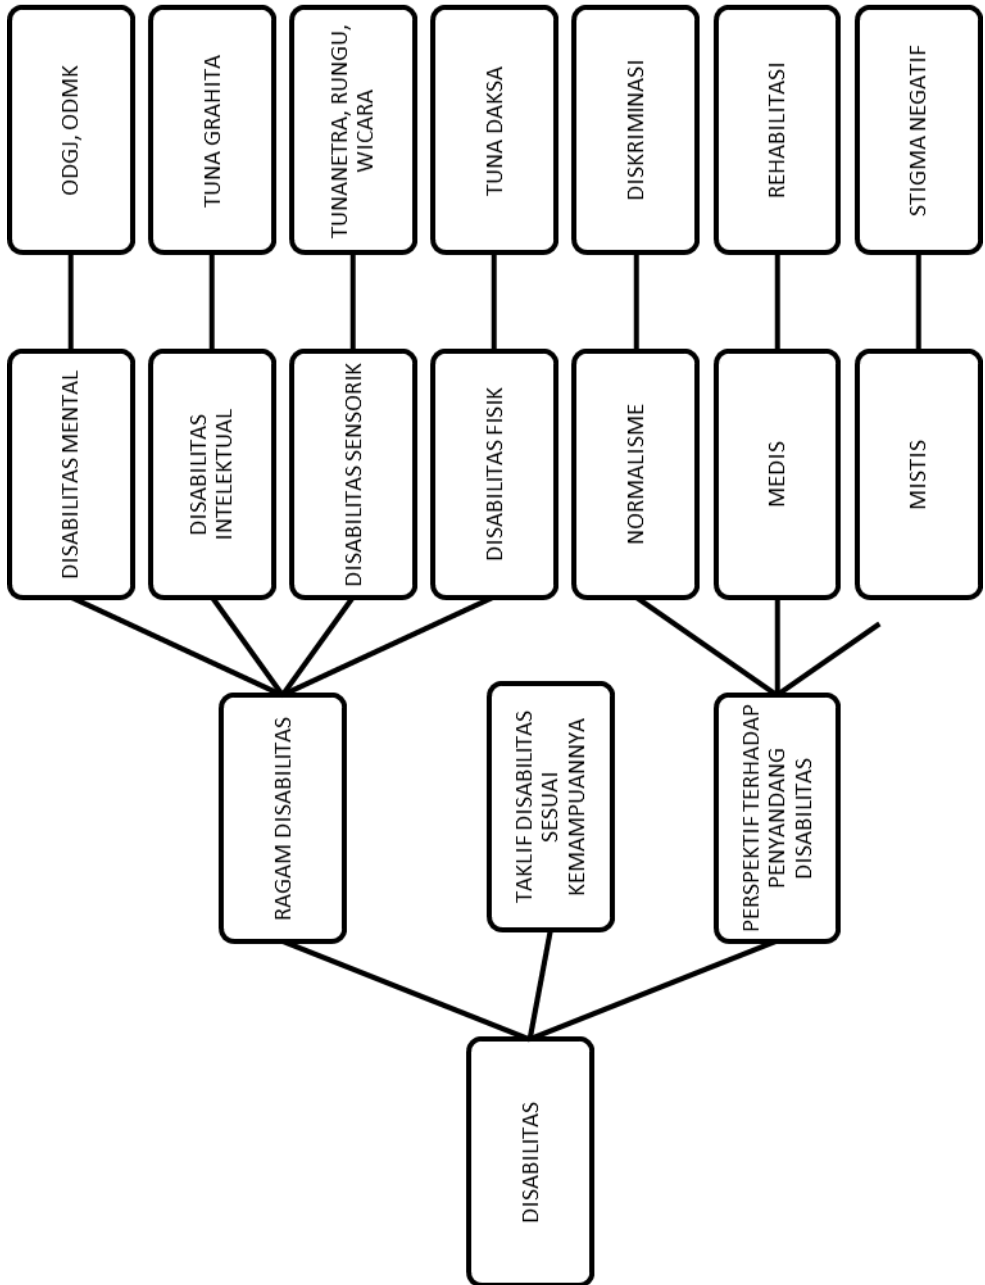 DISABILITAS
RAGAM DISABILITAS
DISABILITAS MENTAL
ODGJ, ODMK
DISABILITAS
INTELEKTUAL
TUNA GRAHITA
DISABILITAS SENSORIK
TUNANETRA, RUNGU,
WICARA
DISABILITAS FISIK
TUNA DAKSA
TAKLIF DISABILITAS
SESUAI
KEMAMPUANNYA
PERSPEKTIF TERHADAP
PENYANDANG
DISABILITAS
NORMALISME
DISKRIMINASI
MEDIS
REHABILITASI
MISTIS
STIGMA NEGATIF